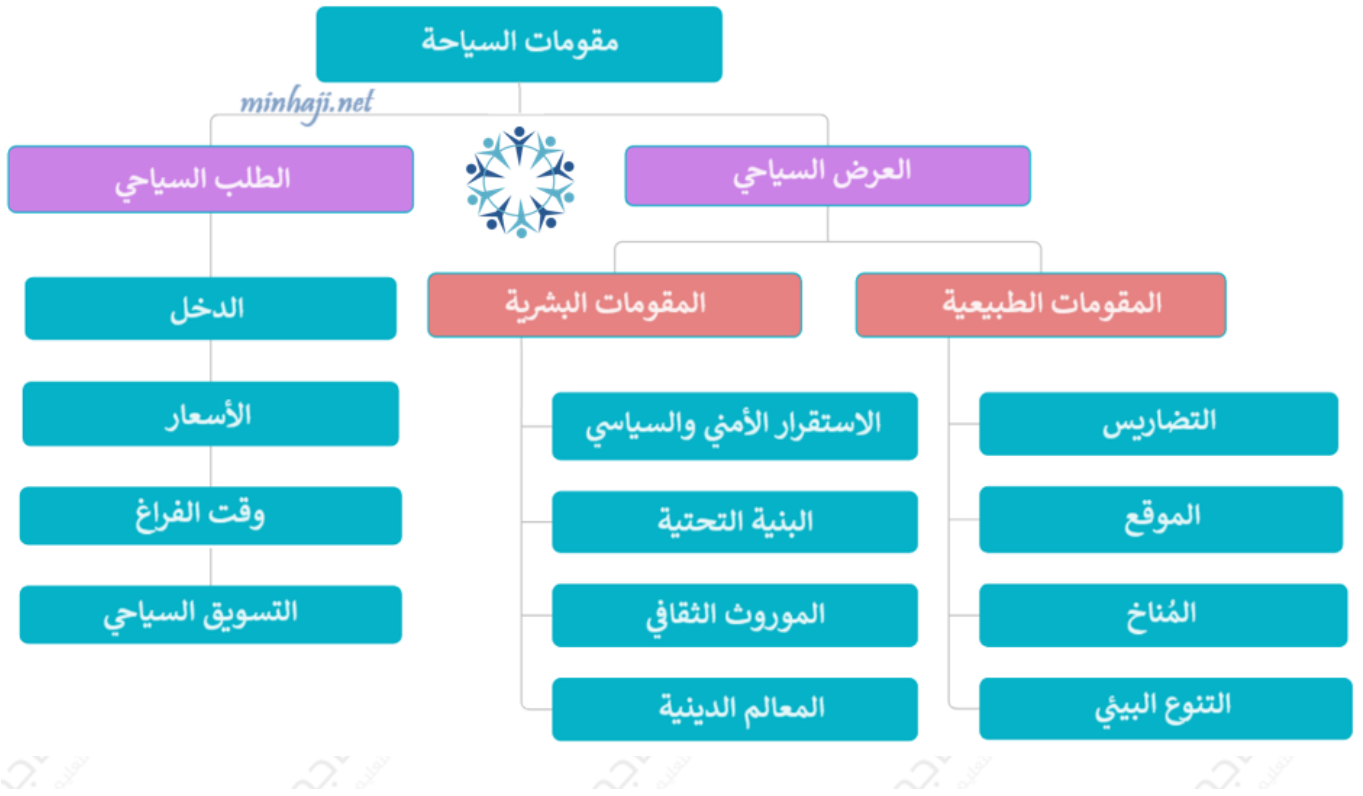 مقومات السياحة
minhaji.net
العرض السياحي
الطلب السياحي
المقومات الطبيعية
المقومات البشرية
الدخل
التضاريس
الاستقرار الأمني والسياسي
الأسعار
الموقع
البنية التحتية
وقت الفراغ
المُناخ
الموروث الثقافي
التسويق السياحي
التنوع البيئي
المعالم الدينية